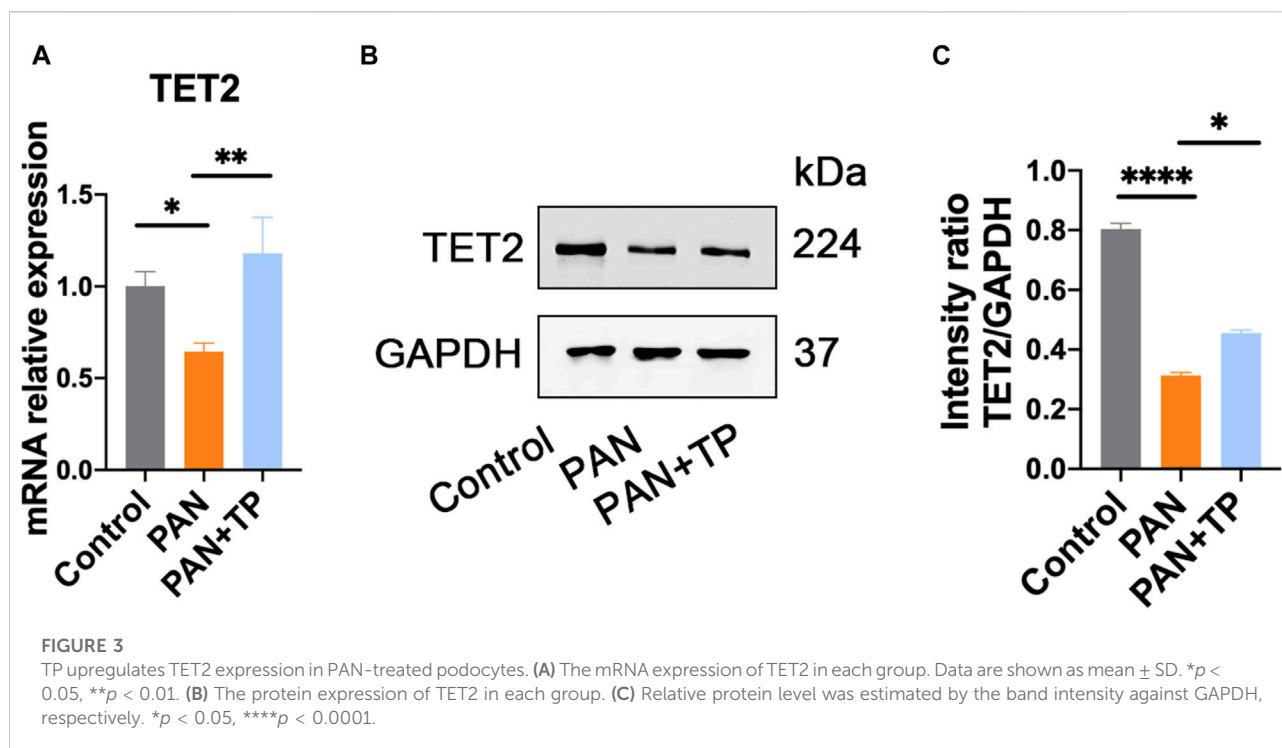 A
TET2
mRNA relative expression
1.5
1.0
0.5
0.0
*
**
Control
PAN
PAN+TP
B
kDa
TET2
224
GAPDH
37
Control
PAN
PAN+TP
C
Intensity ratio
TET2/GAPDH
1.0
0.8
0.6
0.4
0.2
0.0
****
*
Control
PAN
PAN+TP
FIGURE 3
TP upregulates TET2 expression in PAN-treated podocytes. (A) The mRNA expression of TET2 in each group. Data are shown as mean ± SD. *p <
0.05, **p < 0.01. (B) The protein expression of TET2 in each group. (C) Relative protein level was estimated by the band intensity against GAPDH,
respectively. *p < 0.05, ****p < 0.0001.